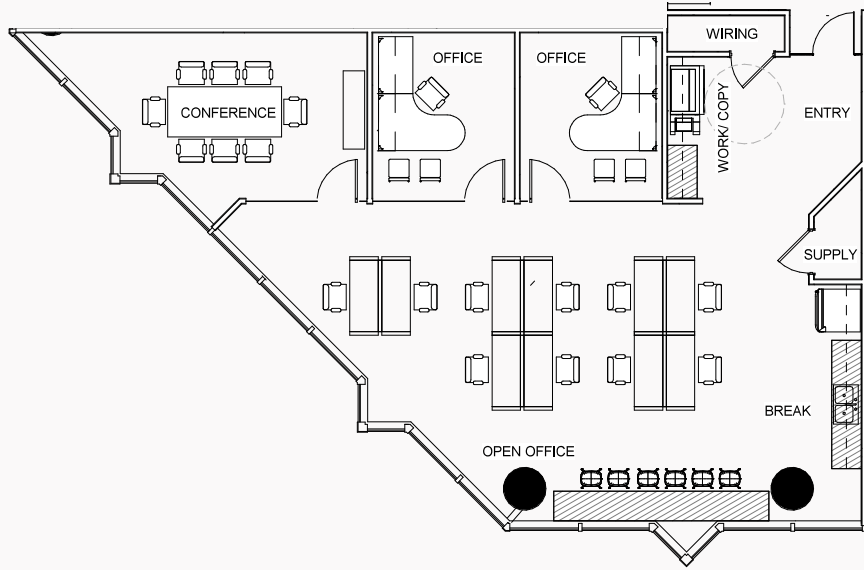 WIRING
OFFICE
OFFICE
CONFERENCE
WORK/ COPY
ENTRY
SUPPLY
BREAK
OPEN OFFICE